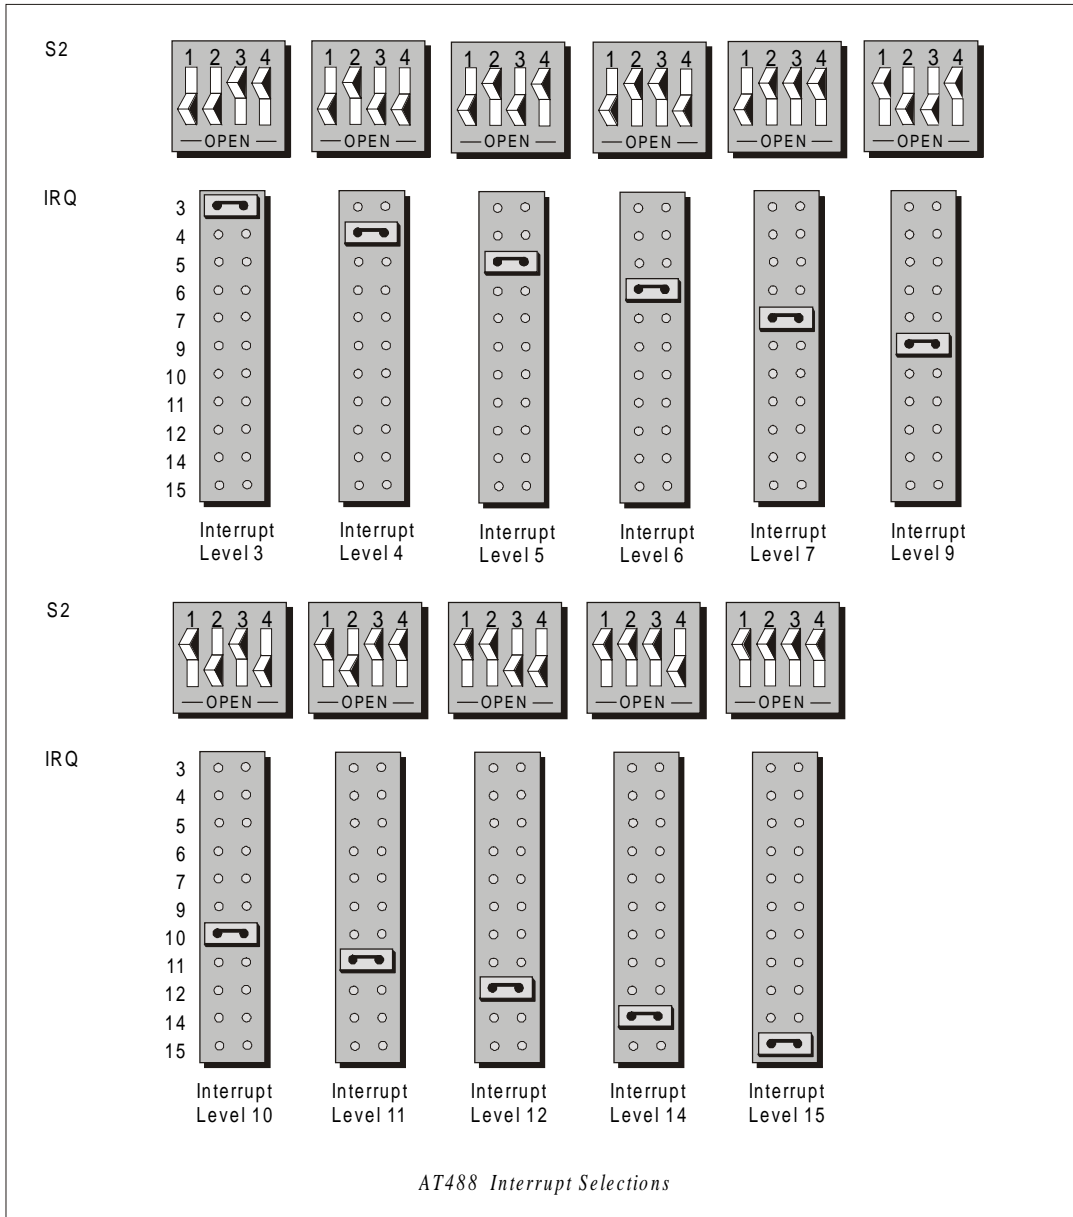 S2
1 2 3 4 1 2 3 4 1 2 3 4 1 2 3 4 1 2 3 4 1 2 3 4
OPEN OPEN OPEN OPEN OPEN OPEN
IRQ
3
4
5
6
7
9
10
11
12
14
15
Interrupt Level 3
Interrupt Level 4
Interrupt Level 5
Interrupt Level 6
Interrupt Level 7
Interrupt Level 9
S2
1 2 3 4 1 2 3 4 1 2 3 4 1 2 3 4 1 2 3 4
OPEN OPEN OPEN OPEN OPEN
IRQ
3
4
5
6
7
9
10
11
12
14
15
Interrupt Level 10
Interrupt Level 11
Interrupt Level 12
Interrupt Level 14
Interrupt Level 15
AT488 Interrupt Selections